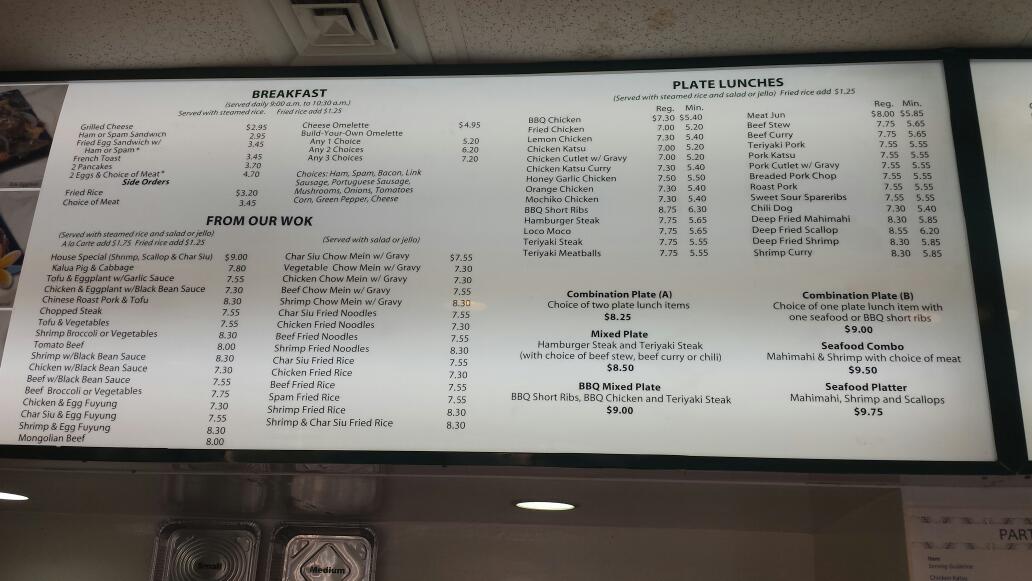 BREAKFAST
(Served daily 9:00 a.m. to 10:30 a.m.)
Served with steamed rice. Fried rice add $1.25
Grilled Cheese $2.95
Ham or Spam Sandwich 2.95
Fried Egg Sandwich w/ 3.45
Ham or Spam*
French Toast 3.45
2 Pancakes 3.70
2 Eggs & Choice of Meat* 4.70
Side Orders
Fried Rice $3.20
Choice of Meat 3.45
Cheese Omelette $4.95
Build-Your-Own Omelette
Any 1 Choice 5.20
Any 2 Choices 6.20
Any 3 Choices 7.20
Choices: Ham, Spam, Bacon, Link
Sausage, Portuguese Sausage,
Mushrooms, Onions, Tomatoes
Corn, Green Pepper, Cheese
FROM OUR WOK
(Served with steamed rice and salad or jello)
A la Carte add $1.75 Fried rice add $1.25
House Special (Shrimp, Scallop & Char Siu) $9.00
Kalua Pig & Cabbage 7.80
Tofu & Eggplant w/Garlic Sauce 7.55
Chicken & Eggplant w/Black Bean Sauce 7.30
Chinese Roast Pork & Tofu 8.30
Chopped Steak 7.55
Tofu & Vegetables 7.55
Shrimp Broccoli or Vegetables 8.30
Tomato Beef 8.00
Shrimp w/Black Bean Sauce 8.30
Chicken w/Black Bean Sauce 7.30
Beef w/Black Bean Sauce 7.55
Beef Broccoli or Vegetables 7.75
Chicken & Egg Fuyung 7.30
Char Siu & Egg Fuyung 7.55
Shrimp & Egg Fuyung 8.30
Mongolian Beef 8.00
(Served with salad or jello)
Char Siu Chow Mein w/ Gravy $7.55
Vegetable Chow Mein w/ Gravy 7.30
Chicken Chow Mein w/ Gravy 7.30
Beef Chow Mein w/ Gravy 7.55
Shrimp Chow Mein w/ Gravy 8.30
Char Siu Fried Noodles 7.55
Chicken Fried Noodles 7.30
Beef Fried Noodles 7.55
Shrimp Fried Noodles 8.30
Char Siu Fried Rice 7.55
Chicken Fried Rice 7.30
Beef Fried Rice 7.55
Spam Fried Rice 7.55
Shrimp Fried Rice 8.30
Shrimp & Char Siu Fried Rice 8.30
PLATE LUNCHES
(Served with steamed rice and salad or jello) Fried rice add $1.25
Reg. Min.
BBQ Chicken $7.30 $5.40
Fried Chicken 7.00 5.20
Lemon Chicken 7.30 5.40
Chicken Katsu 7.00 5.20
Chicken Cutlet w/ Gravy 7.00 5.20
Chicken Katsu Curry 7.30 5.40
Honey Garlic Chicken 7.50 5.50
Orange Chicken 7.30 5.40
Mochiko Chicken 7.30 5.40
BBQ Short Ribs 8.75 6.30
Hamburger Steak 7.75 5.65
Loco Moco 7.75 5.65
Teriyaki Steak 7.75 5.55
Teriyaki Meatballs 7.75 5.55
Reg. Min.
Meat Jun $8.00 $5.85
Beef Stew 7.75 5.65
Beef Curry 7.75 5.65
Teriyaki Pork 7.55 5.55
Pork Katsu 7.55 5.55
Pork Cutlet w/ Gravy 7.55 5.55
Breaded Pork Chop 7.55 5.55
Roast Pork 7.55 5.55
Sweet Sour Spareribs 7.55 5.55
Chili Dog 7.30 5.40
Deep Fried Mahimahi 8.30 5.85
Deep Fried Scallop 8.55 6.20
Deep Fried Shrimp 8.30 5.85
Shrimp Curry 8.30 5.85
Combination Plate (A)
Choice of two plate lunch items
$8.25
Mixed Plate
Hamburger Steak and Teriyaki Steak
(with choice of beef stew, beef curry or chili)
$8.50
BBQ Mixed Plate
BBQ Short Ribs, BBQ Chicken and Teriyaki Steak
$9.00
Combination Plate (B)
Choice of one plate lunch item with
one seafood or BBQ short ribs
$9.00
Seafood Combo
Mahimahi & Shrimp with choice of meat
$9.50
Seafood Platter
Mahimahi, Shrimp and Scallops
$9.75
Small
Medium
PART
Item
Serving Guideline
Chicken Katsu